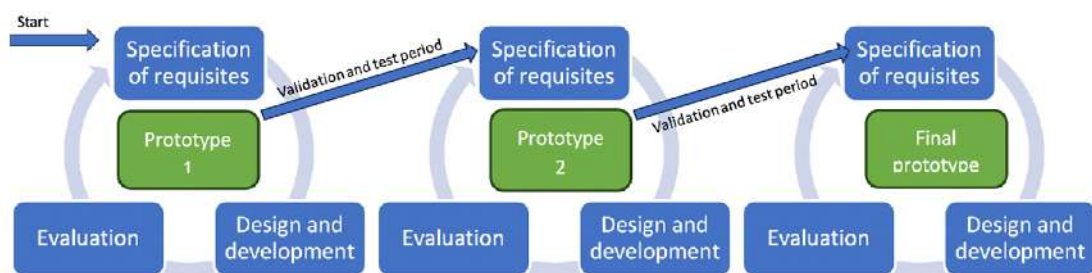 Start
Specification
of requisites
Prototype
1
Evaluation
Design and
development
Validation and test period
Specification
of requisites
Prototype
2
Evaluation
Design and
development
Validation and test period
Specification
of requisites
Final
prototype
Evaluation
Design and
development